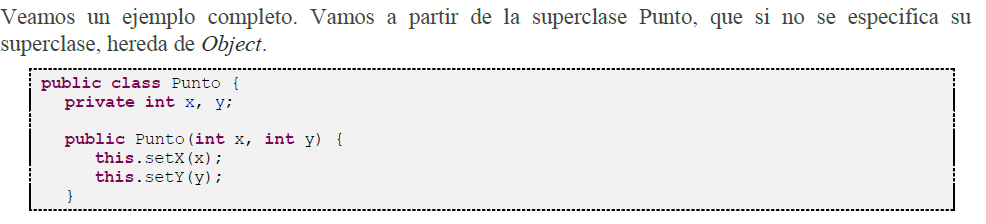 Veamos un ejemplo completo. Vamos a partir de la superclase Punto, que si no se especifica su
superclase, hereda de Object.
public class Punto {
private int x, y;
public Punto(int x, int y) {
this.setX(x);
this.setY(y);
}